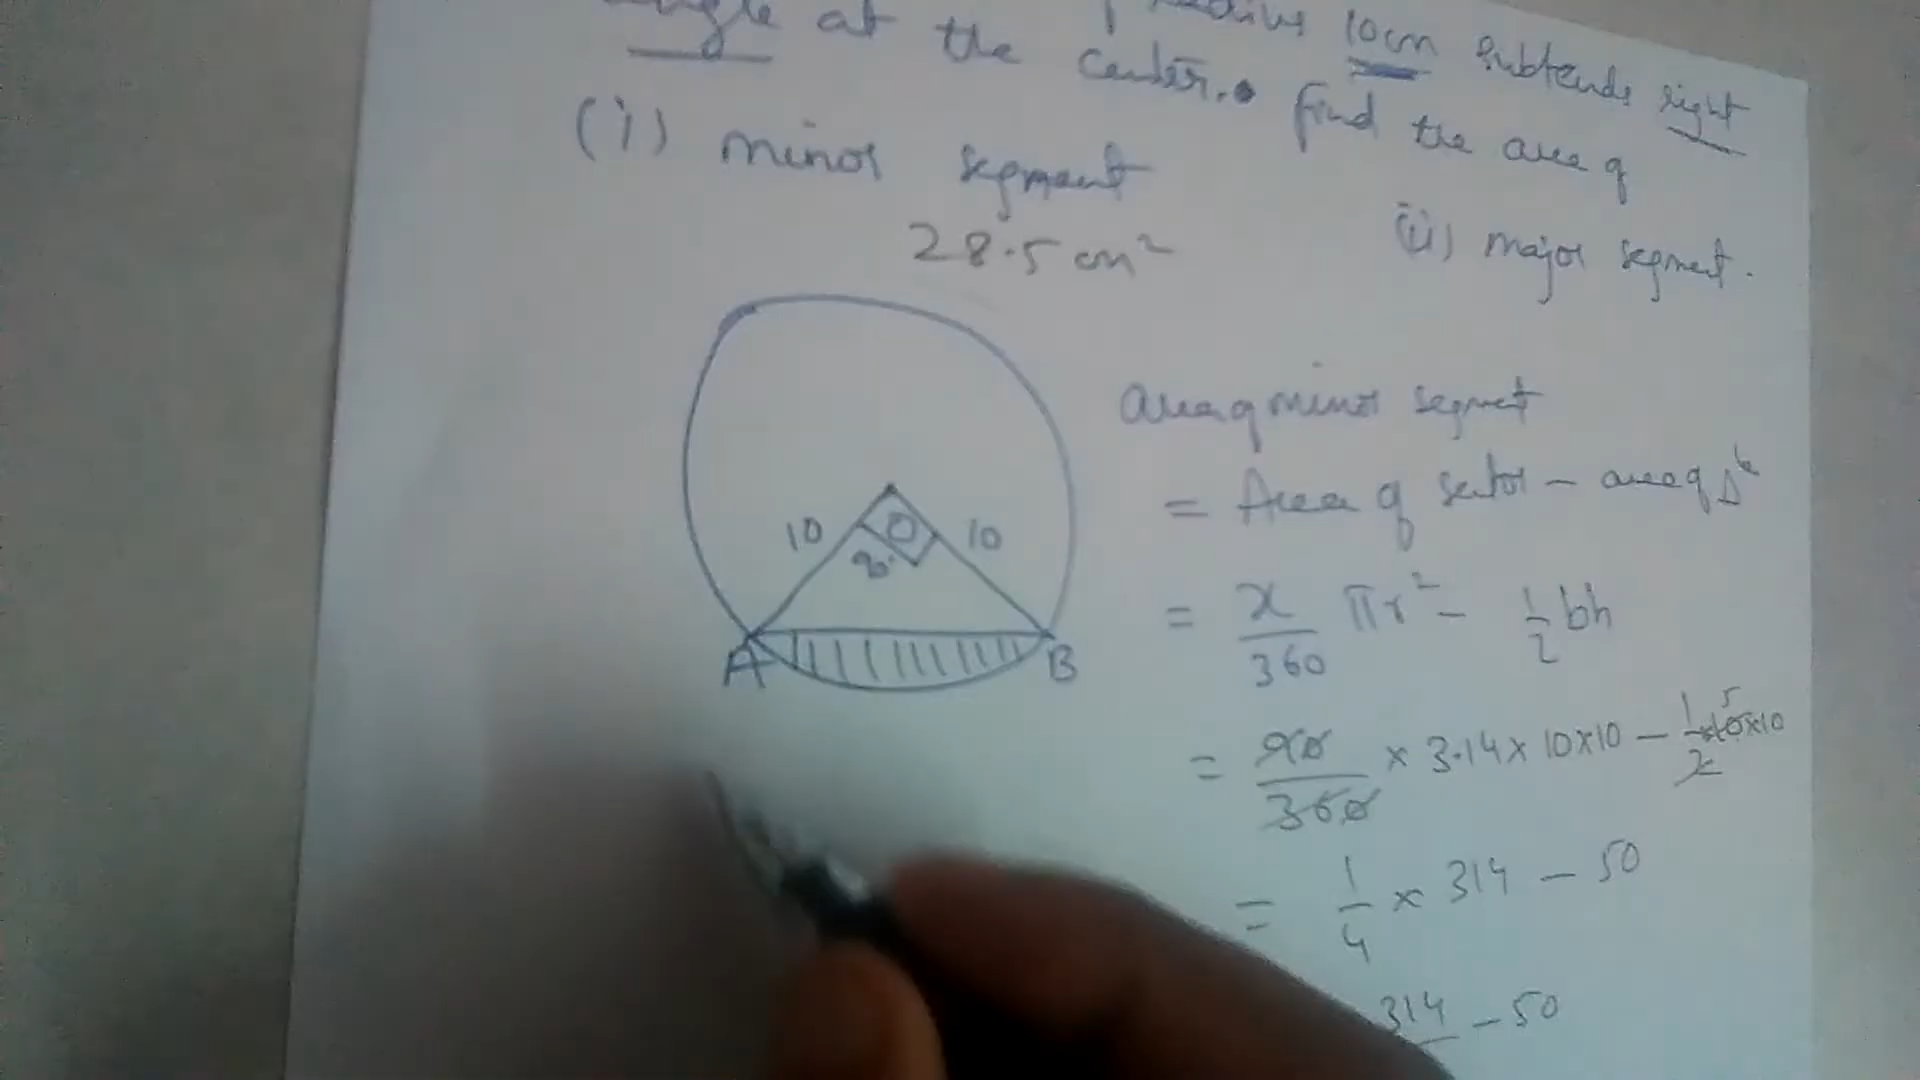 radius 10cm subtends right
angle at the center. find the area of
(i) minor segment
(ii) major segment.
28.5 cm²
area of minor segment
= Area of sector - area of Δ
= x/360 πr² - 1/2 bh
= 90/360 × 3.14 × 10×10 - 1/2 ×10×10
5
= 1/4 × 314 - 50
314 - 50
10
O
10
90°
A
B